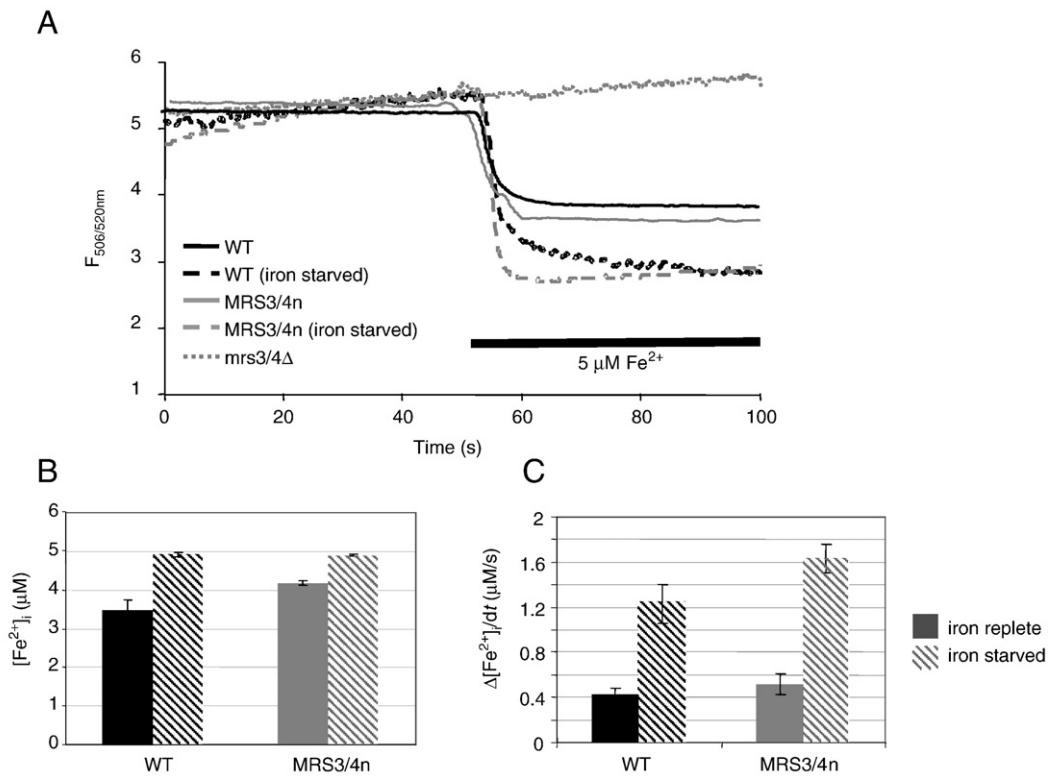 A
6
5
4
3
2
1
F506/520nm
WT
WT (iron starved)
MRS3/4n
MRS3/4n (iron starved)
mrs3/4Δ
5 μM Fe²⁺
0 20 40 60 80 100
Time (s)
B
6
5
4
3
2
1
0
[Fe²⁺]i (μM)
WT MRS3/4n
C
2
1.6
1.2
0.8
0.4
0
Δ[Fe²⁺]i/dt (μM/s)
WT MRS3/4n
iron replete
iron starved